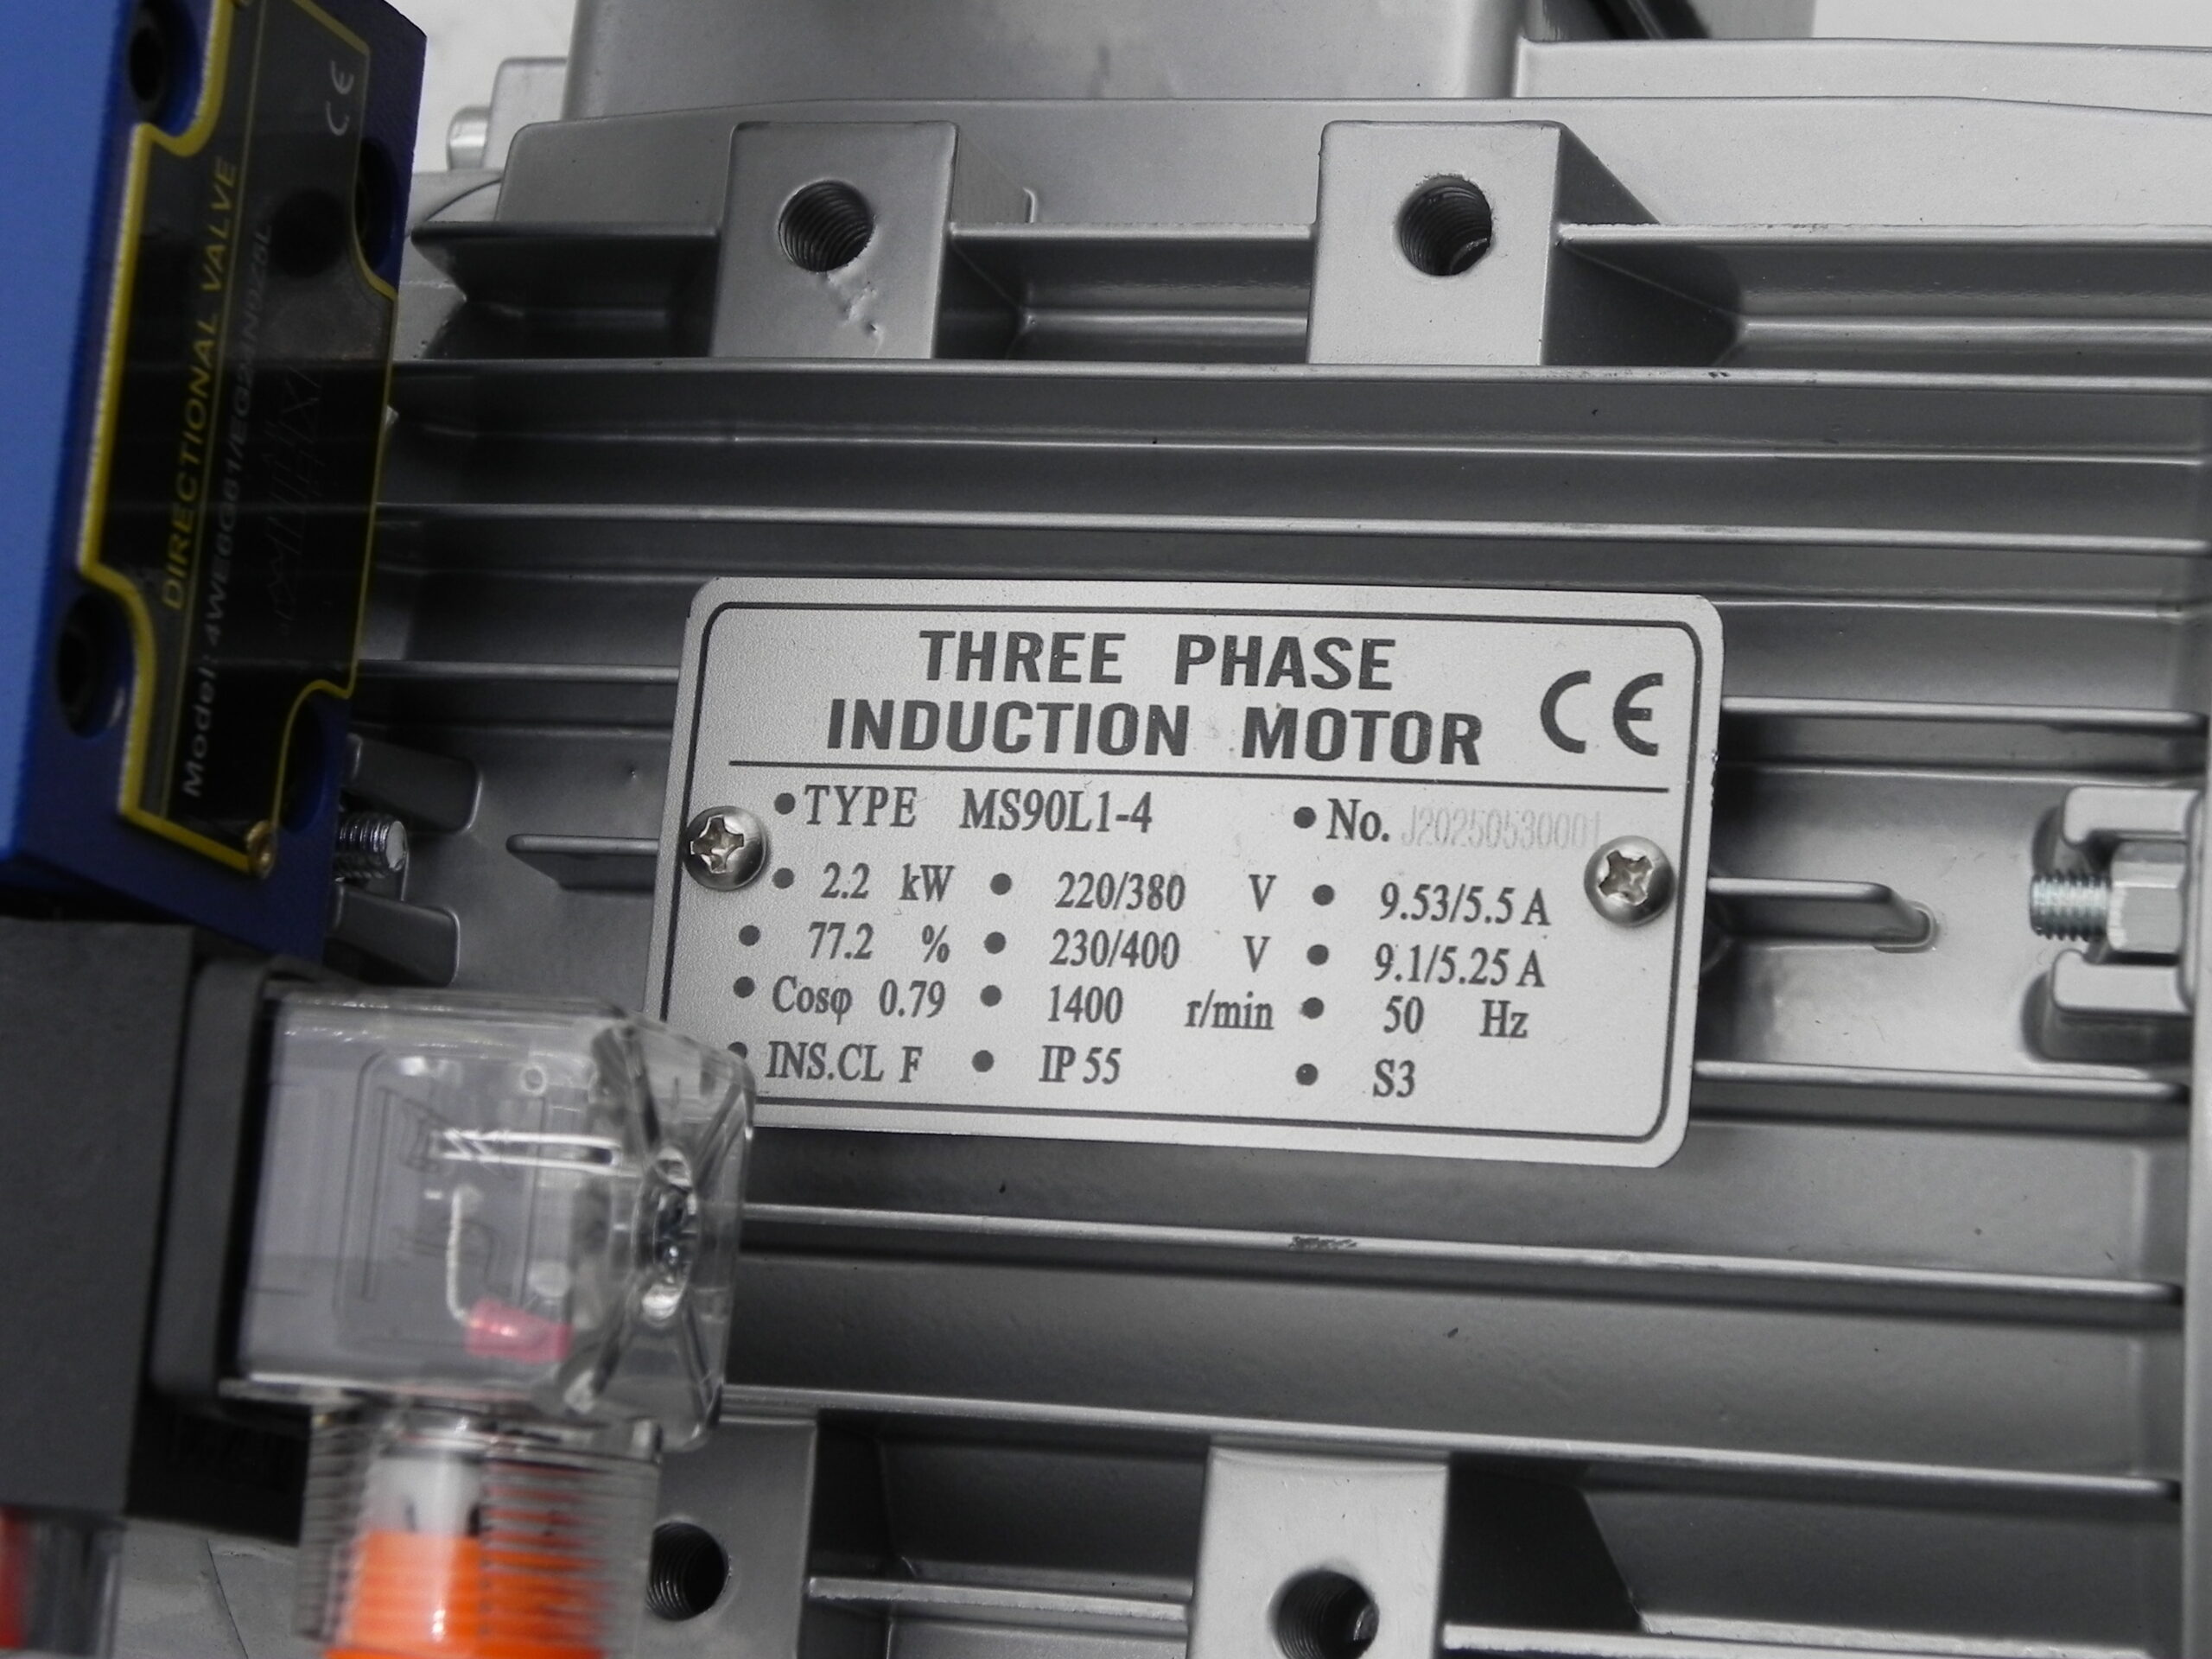 CE
DIRECTIONAL VALVE
THREE PHASE
INDUCTION MOTOR
CE
•TYPE MS90L1-4 •No. J20250530001
• 2.2 kW • 220/380 V • 9.53/5.5 A
• 77.2 % • 230/400 V • 9.1/5.25 A
• Cosφ 0.79 • 1400 r/min • 50 Hz
• INS.CL F • IP 55 • S3
Model: